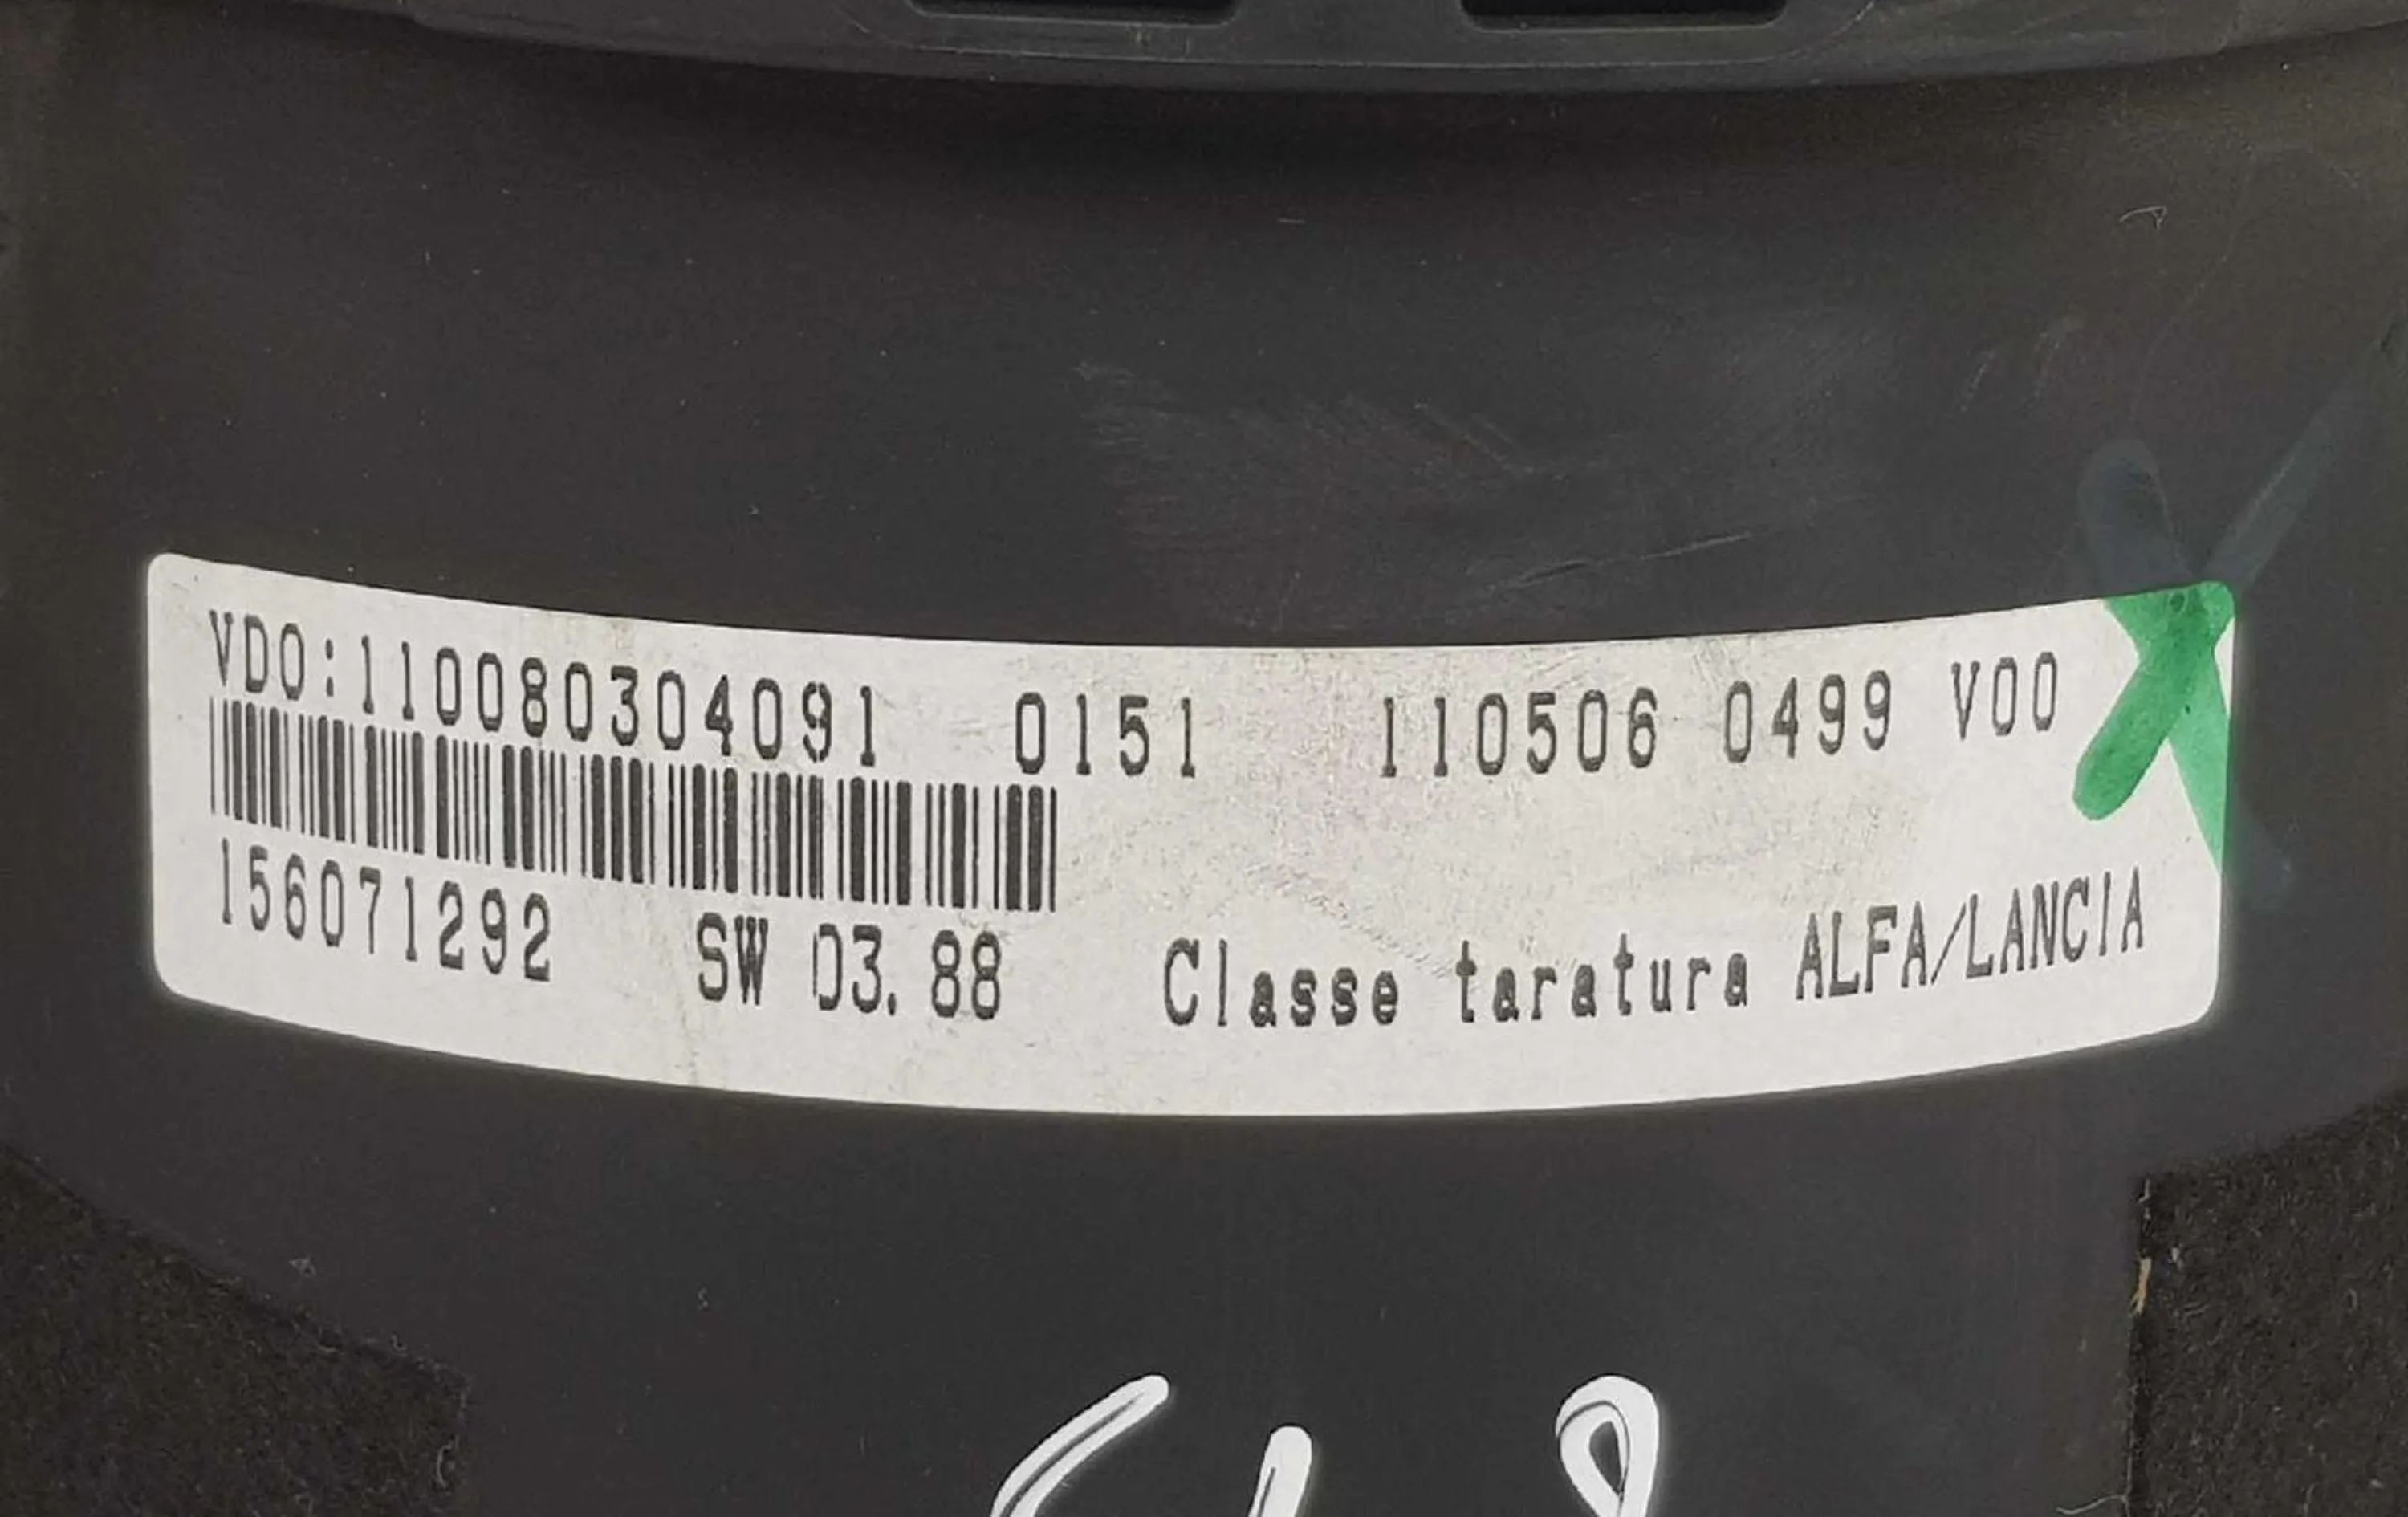 VDO:110080304091 0151 110506 0499 V00
156071292 SW 03.88 Classe taratura ALFA/LANCIA